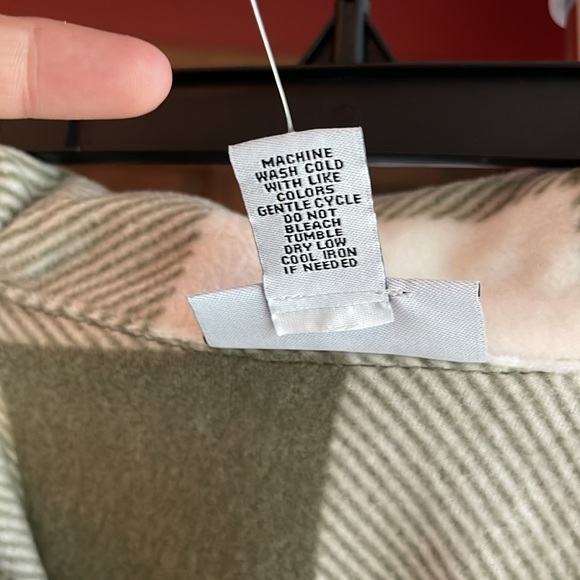 MACHINE
WASH COLD
WITH LIKE
COLORS
GENTLE CYCLE
DO NOT
BLEACH
TUMBLE
DRY LOW
COOL IRON
IF NEEDED